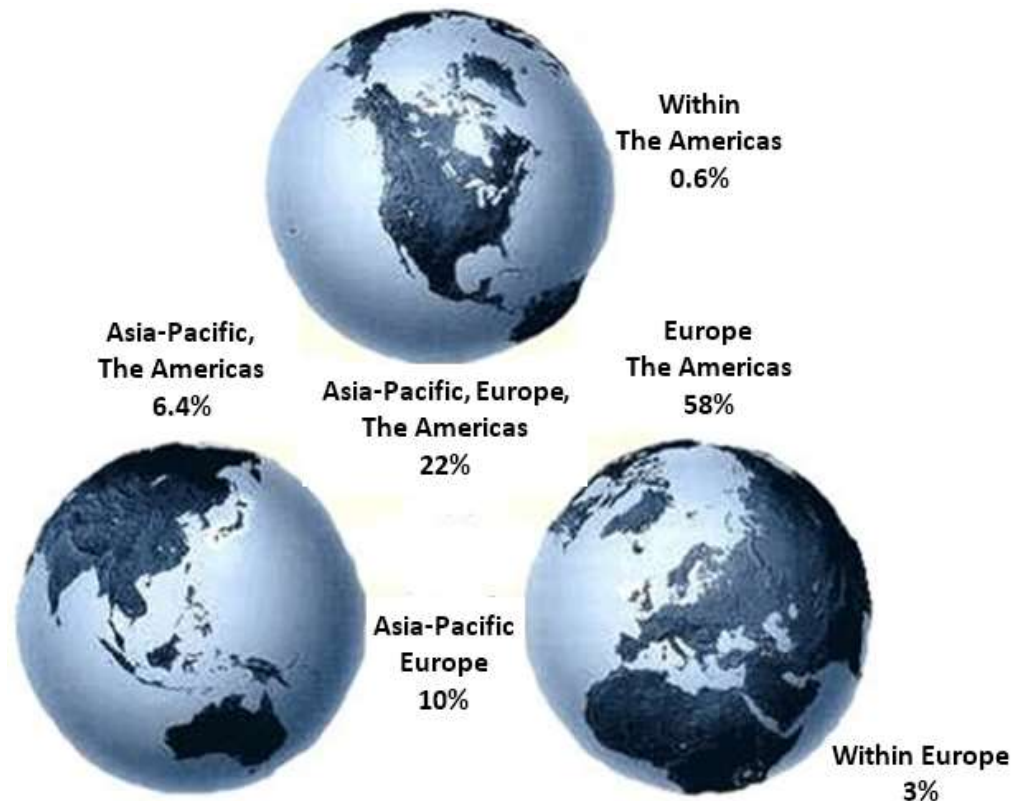 Within
The Americas
0.6%
Asia-Pacific,
The Americas
6.4%
Asia-Pacific, Europe,
The Americas
22%
Europe
The Americas
58%
Asia-Pacific
Europe
10%
Within Europe
3%